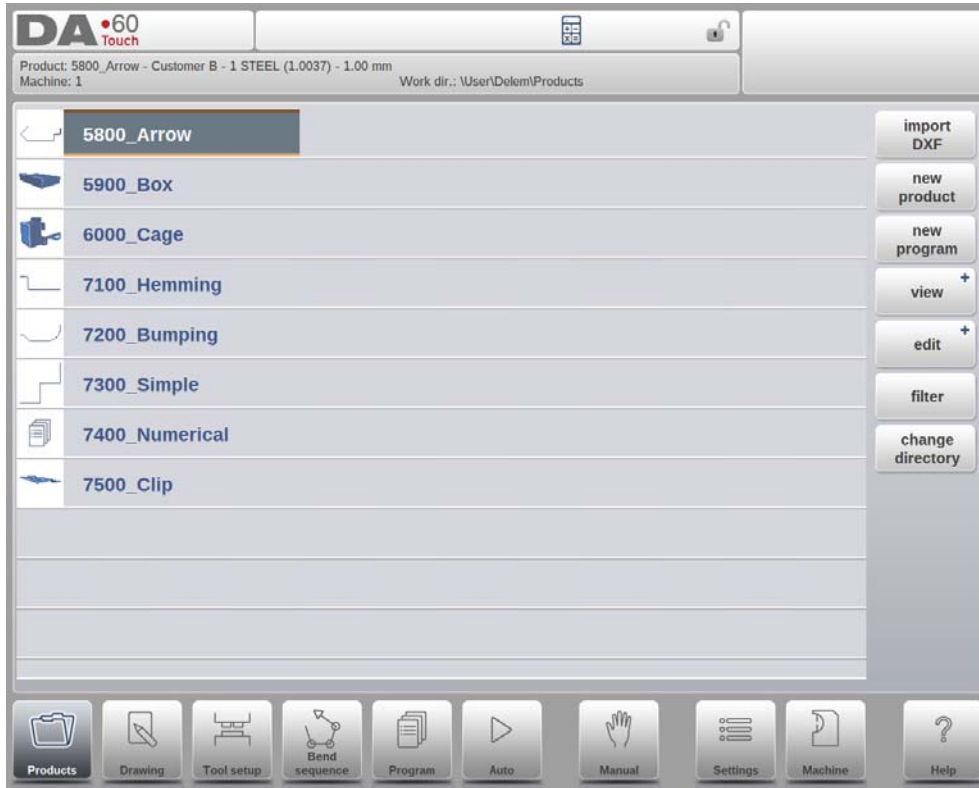 DA•60
Touch
Product: 5800_Arrow - Customer B - 1 STEEL (1.0037) - 1.00 mm
Machine: 1 Work dir.: \User\Delem\Products
5800_Arrow
5900_Box
6000_Cage
7100_Hemming
7200_Bumping
7300_Simple
7400_Numerical
7500_Clip
import
DXF
new
product
new
program
view +
edit +
filter
change
directory
Products
Drawing
Tool setup
Bend
sequence
Program
Auto
Manual
Settings
Machine
Help